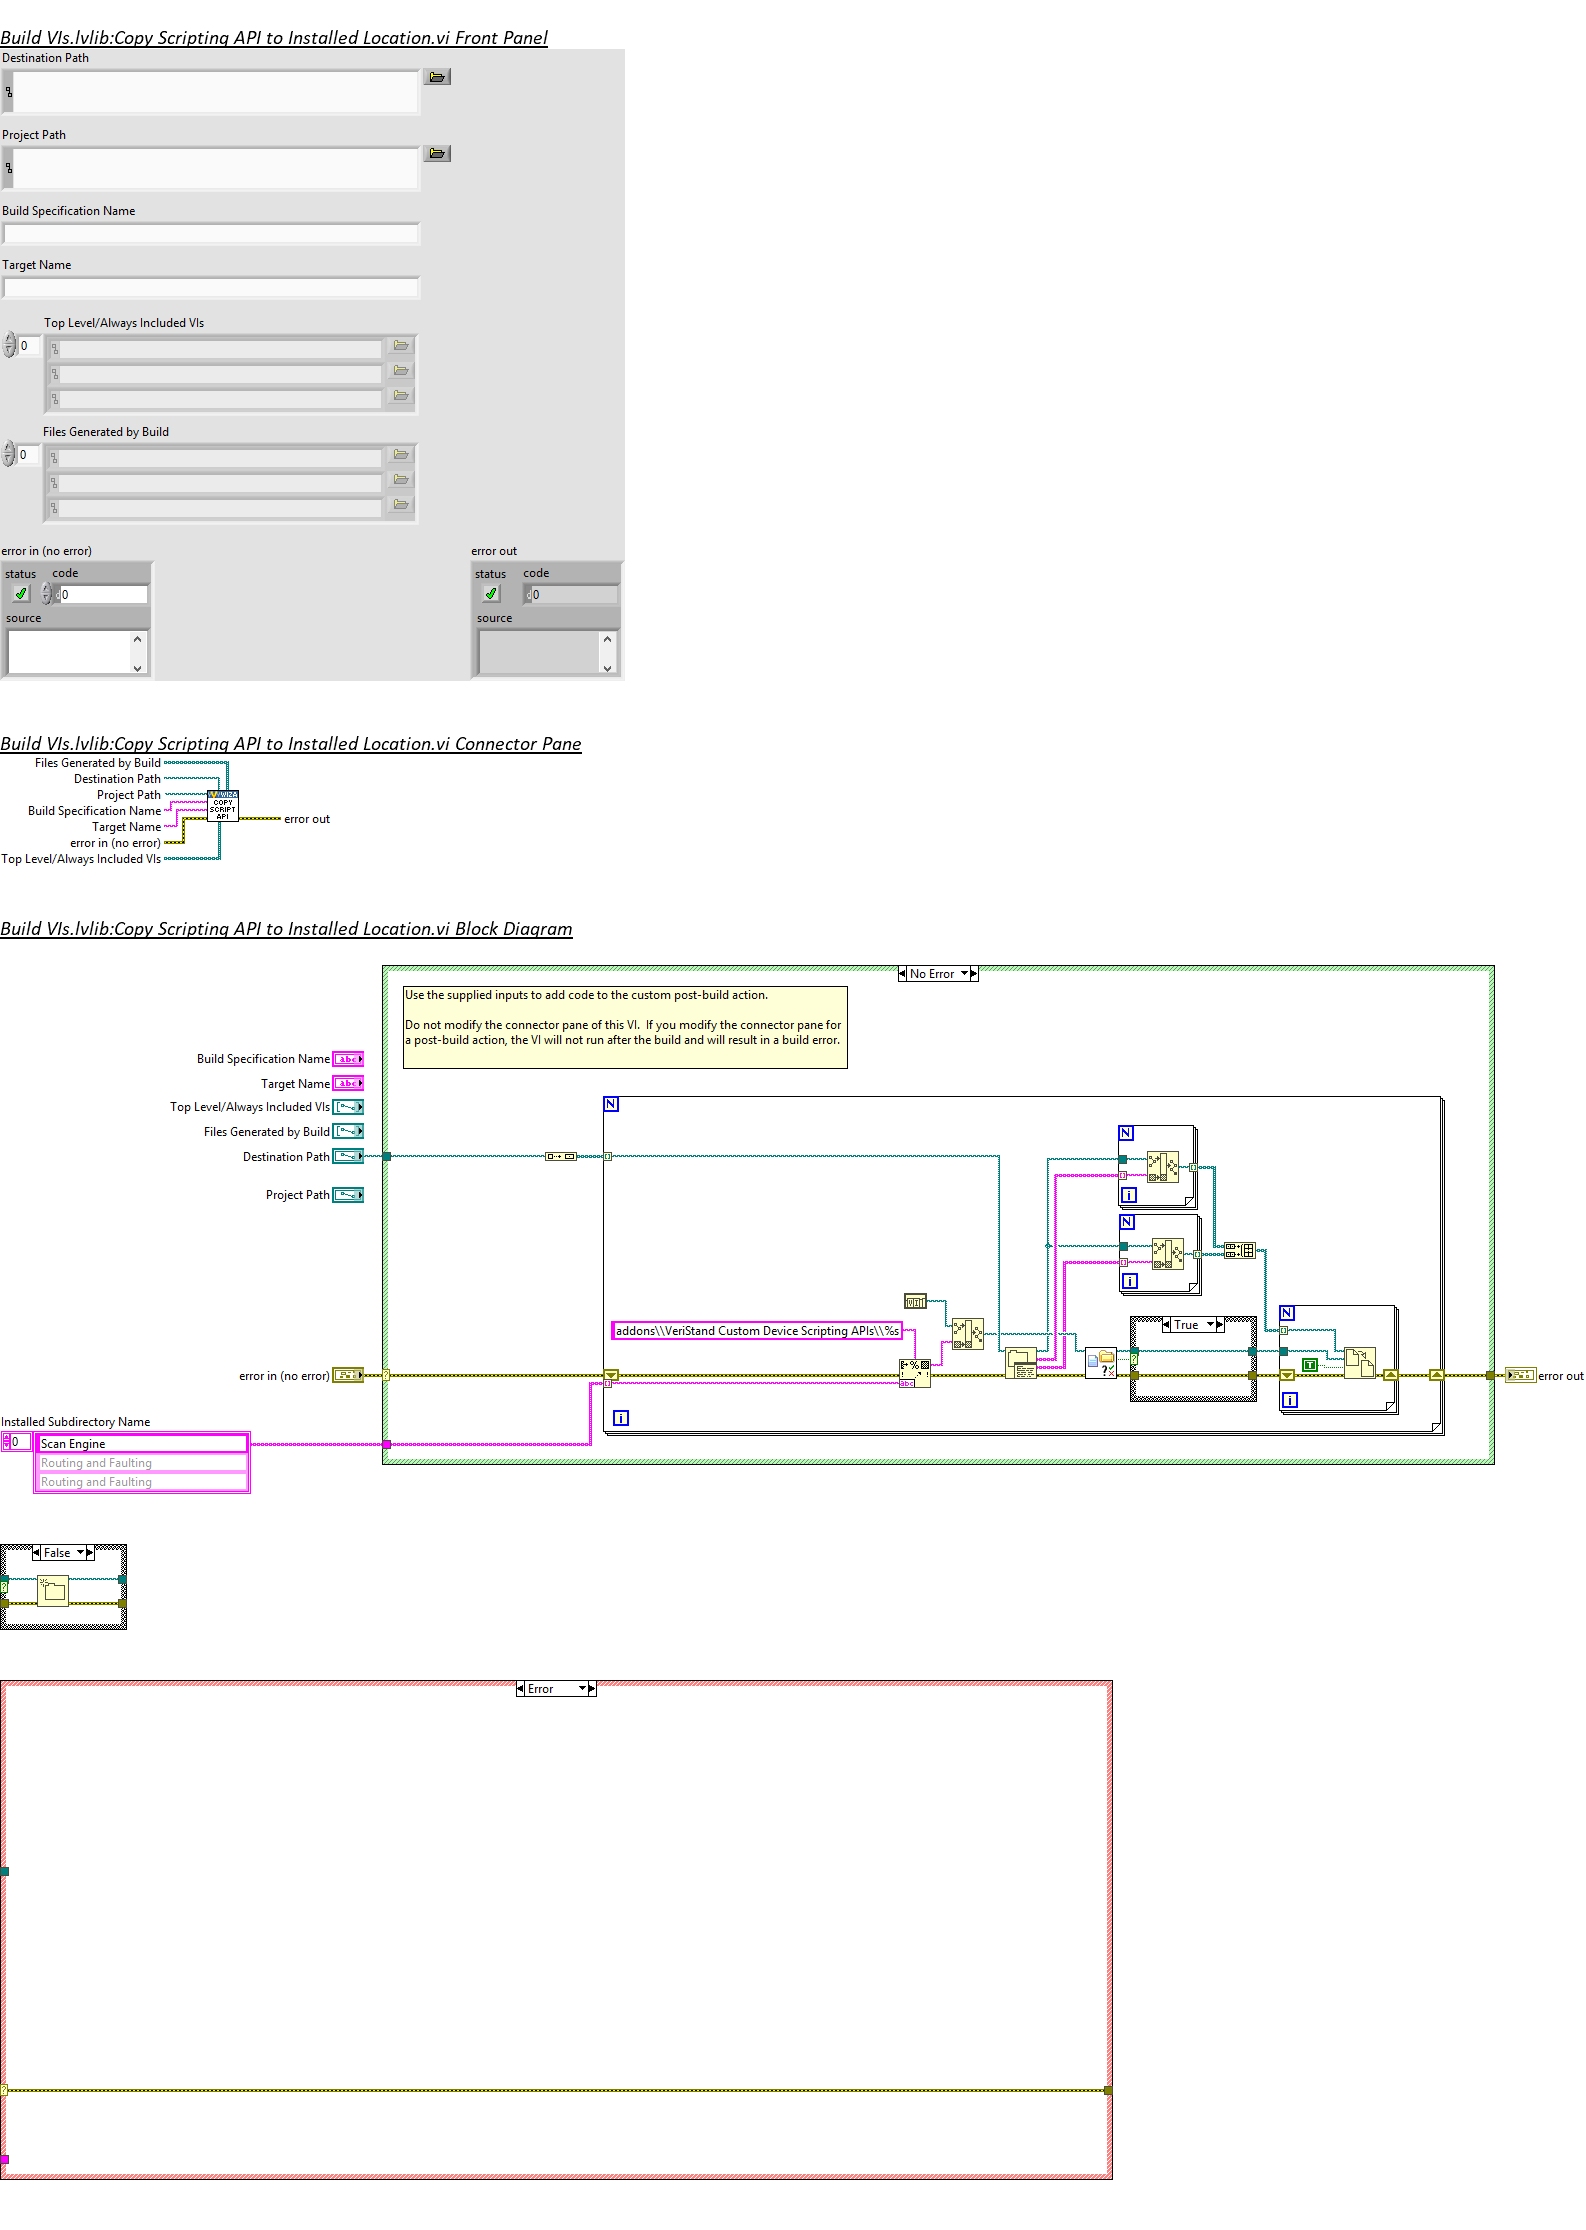 Build VIs.lvlib:Copy Scripting API to Installed Location.vi Front Panel
Destination Path
Project Path
Build Specification Name
Target Name
Top Level/Always Included VIs
0
Files Generated by Build
0
error in (no error)
status code
0
source
error out
status code
d0
source
Build VIs.lvlib:Copy Scripting API to Installed Location.vi Connector Pane
Files Generated by Build
Destination Path
Project Path
Build Specification Name
Target Name
error in (no error)
Top Level/Always Included VIs
COPY
SCRIPT
API
error out
Build VIs.lvlib:Copy Scripting API to Installed Location.vi Block Diagram
No Error
Use the supplied inputs to add code to the custom post-build action.
Do not modify the connector pane of this VI.  If you modify the connector pane for
a post-build action, the VI will not run after the build and will result in a build error.
Build Specification Name abc
Target Name abc
Top Level/Always Included VIs
Files Generated by Build
Destination Path
Project Path
N
N
i
N
i
VI
addons\\VeriStand Custom Device Scripting APIs\\%s
True
N
T
abc
error in (no error)
error out
i
i
Installed Subdirectory Name
0
Scan Engine
Routing and Faulting
Routing and Faulting
False
Error